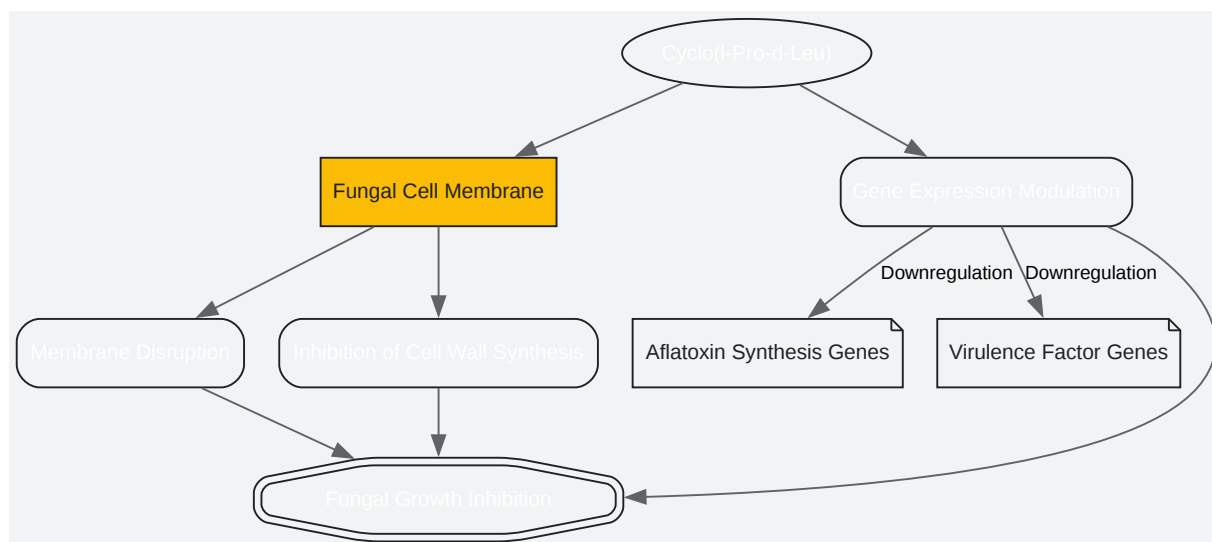 Cyclo(l-Pro-d-Leu)
Fungal Cell Membrane
Gene Expression Modulation
Downregulation
Downregulation
Membrane Disruption
Inhibition of Cell Wall Synthesis
Aflatoxin Synthesis Genes
Virulence Factor Genes
Fungal Growth Inhibition